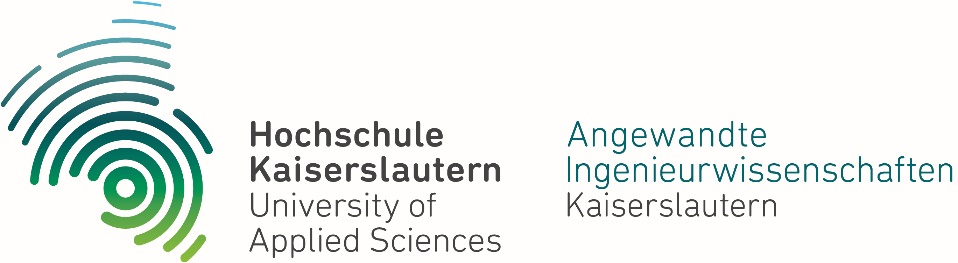 Hochschule
Kaiserslautern
University of
Applied Sciences
Angewandte
Ingenieurwissenschaften
Kaiserslautern